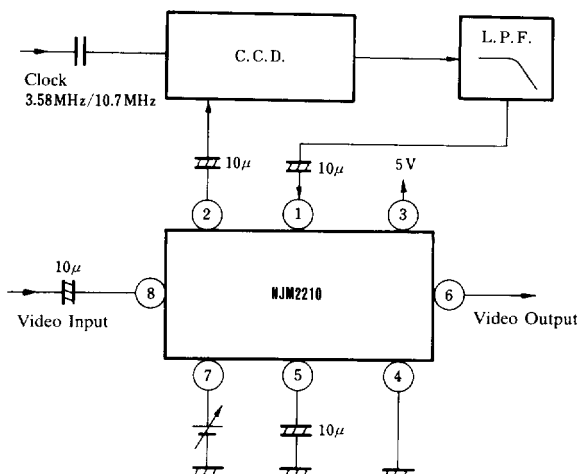 C.C.D.
L.P.F.
Clock
3.58MHz/10.7MHz
10μ
10μ
5V
2
1
3
10μ
8
NJM2210
6
Video Input
Video Output
7
5
4
10μ